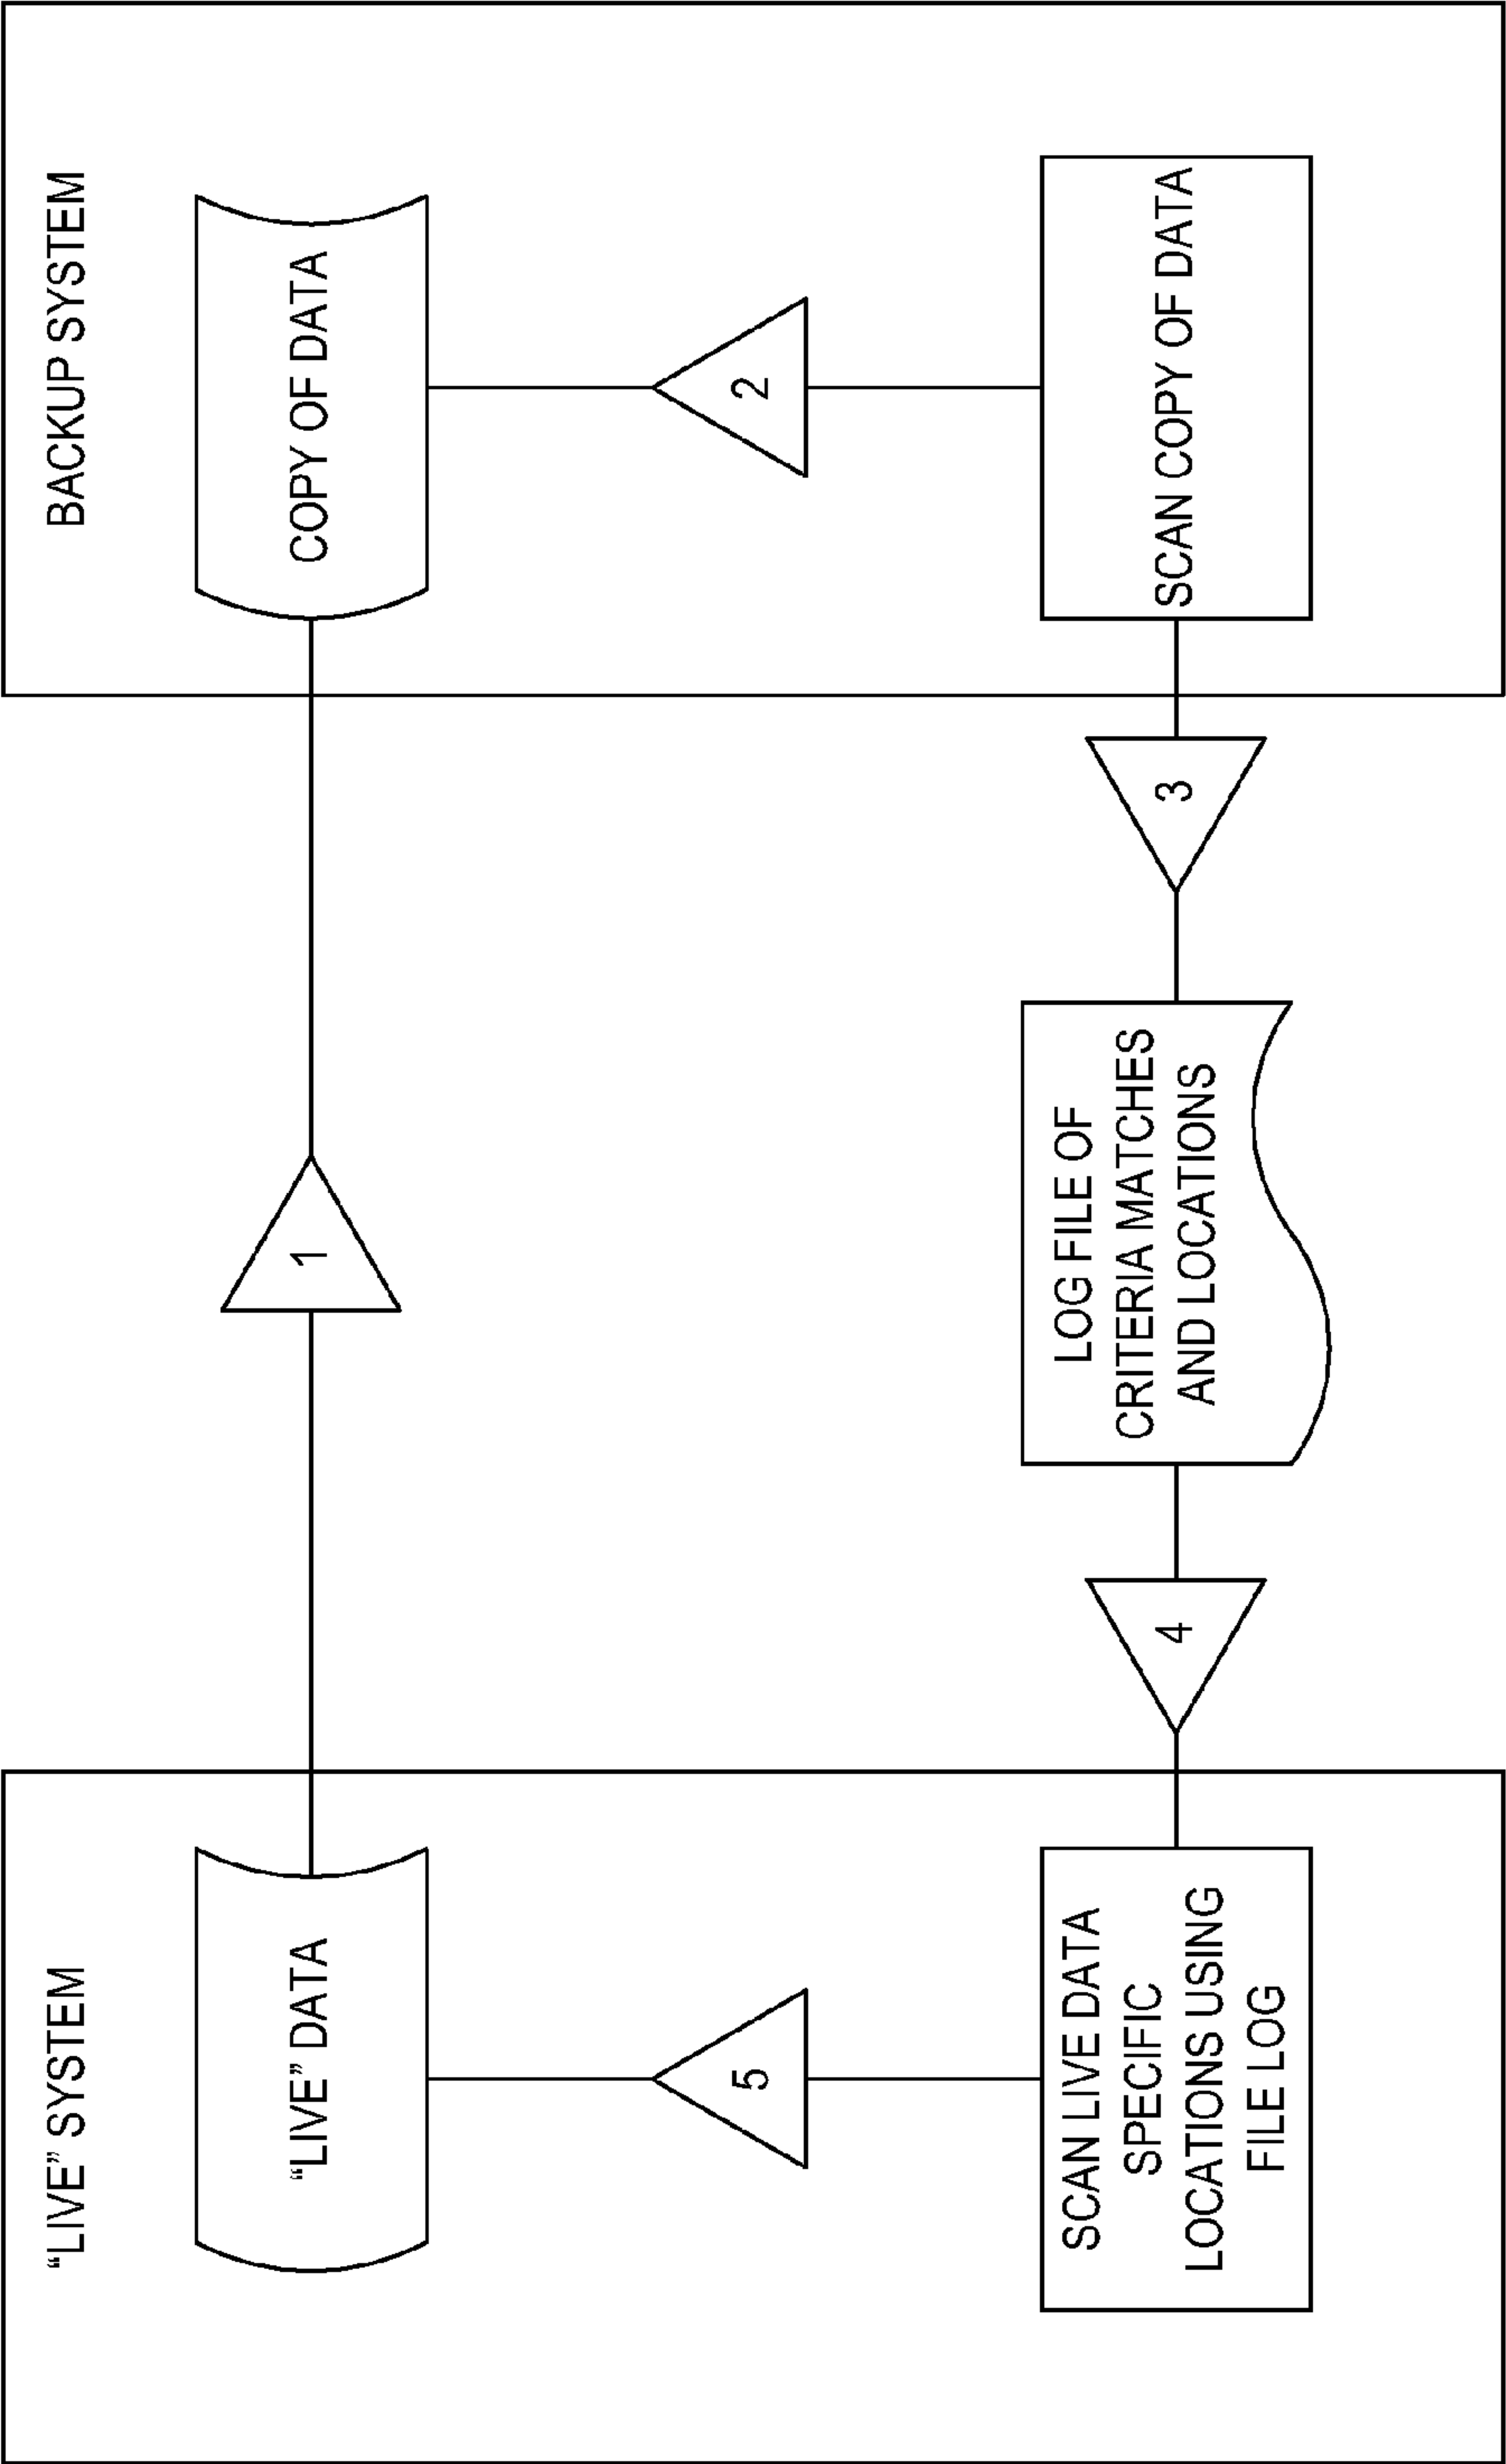 “LIVE” SYSTEM
“LIVE” DATA
5
SCAN LIVE DATA
SPECIFIC
LOCATIONS USING
FILE LOG
1
LOG FILE OF
CRITERIA MATCHES
AND LOCATIONS
4
3
BACKUP SYSTEM
COPY OF DATA
2
SCAN COPY OF DATA